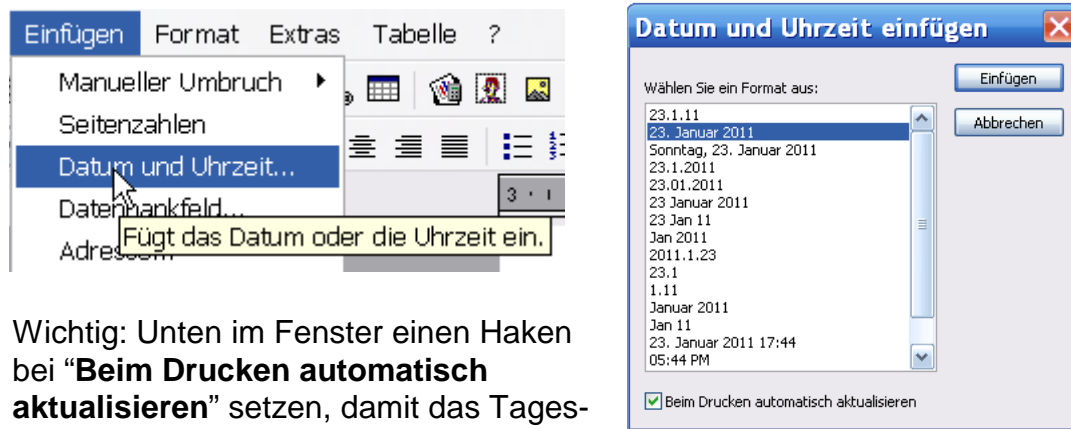 Einfügen Format Extras Tabelle ?
Manueller Umbruch
Seitenzahlen
Datum und Uhrzeit...
Datenbankfeld...
Fügt das Datum oder die Uhrzeit ein.
3
Wichtig: Unten im Fenster einen Haken
bei “Beim Drucken automatisch
aktualisieren” setzen, damit das Tages-
Datum und Uhrzeit einfügen
Wählen Sie ein Format aus:
Einfügen
Abbrechen
23.1.11
23. Januar 2011
Sonntag, 23. Januar 2011
23.1.2011
23.01.2011
23 Januar 2011
23 Jan 11
Jan 2011
2011.1.23
23.1
1.11
Januar 2011
Jan 11
23. Januar 2011 17:44
05:44 PM
Beim Drucken automatisch aktualisieren